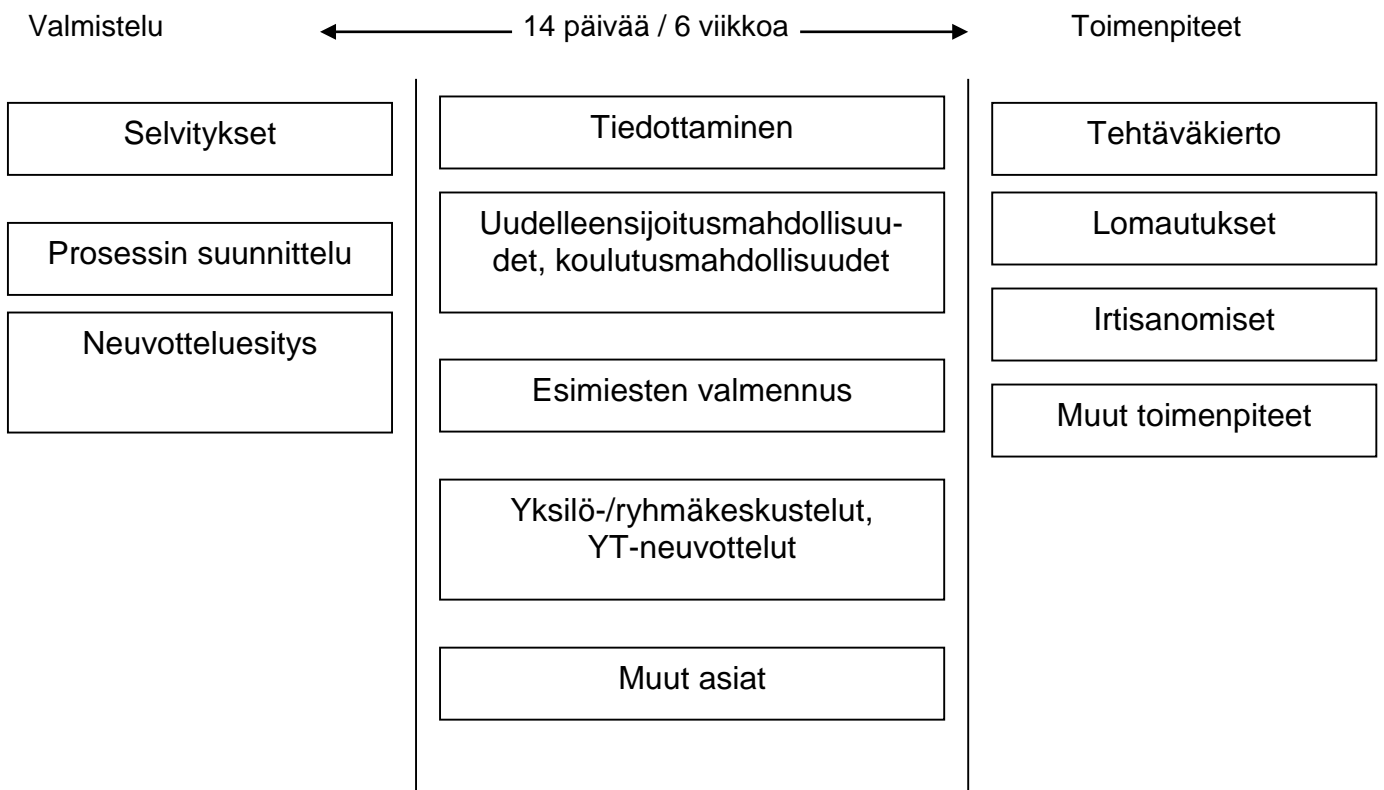 Valmistelu
14 päivää / 6 viikkoa
Toimenpiteet
Selvitykset
Prosessin suunnittelu
Neuvotteluesitys
Tiedottaminen
Uudelleensijoitusmahdollisuu-
det, koulutusmahdollisuudet
Esimiesten valmennus
Yksilö-/ryhmäkeskustelut,
YT-neuvottelut
Muut asiat
Tehtäväkierto
Lomautukset
Irtisanomiset
Muut toimenpiteet